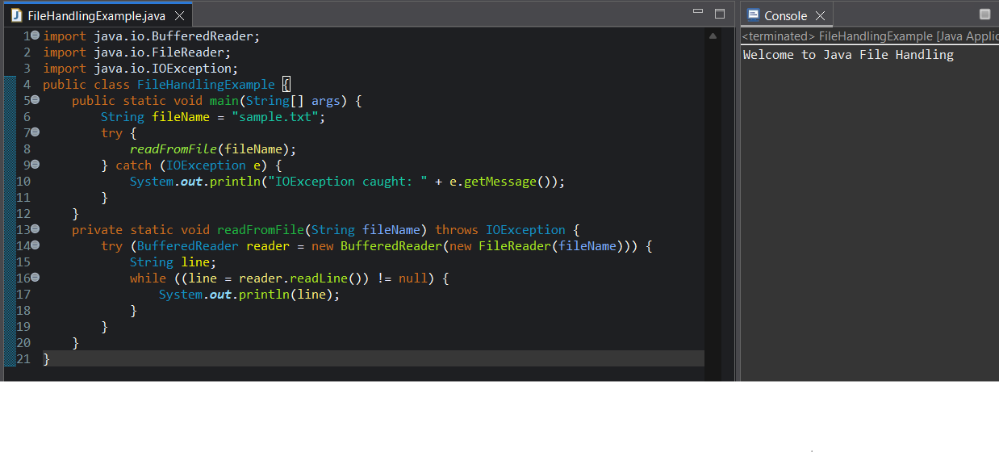 FileHandlingExample.java
1 import java.io.BufferedReader;
2 import java.io.FileReader;
3 import java.io.IOException;
4 public class FileHandlingExample {
5     public static void main(String[] args) {
6         String fileName = "sample.txt";
7         try {
8             readFromFile(fileName);
9         } catch (IOException e) {
10             System.out.println("IOException caught: " + e.getMessage());
11         }
12     }
13     private static void readFromFile(String fileName) throws IOException {
14         try (BufferedReader reader = new BufferedReader(new FileReader(fileName))) {
15             String line;
16             while ((line = reader.readLine()) != null) {
17                 System.out.println(line);
18             }
19         }
20     }
21 }
Console
<terminated> FileHandlingExample [Java Applic
Welcome to Java File Handling